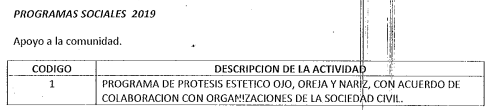 PROGRAMAS SOCIALES 2019
Apoyo a la comunidad.
CODIGO DESCRIPCION DE LA ACTIVIDAD
1 PROGRAMA DE PROTESIS ESTETICO OJO, OREJA Y NARIZ, CON ACUERDO DE
COLABORACION CON ORGANIZACIONES DE LA SOCIEDAD CIVIL.